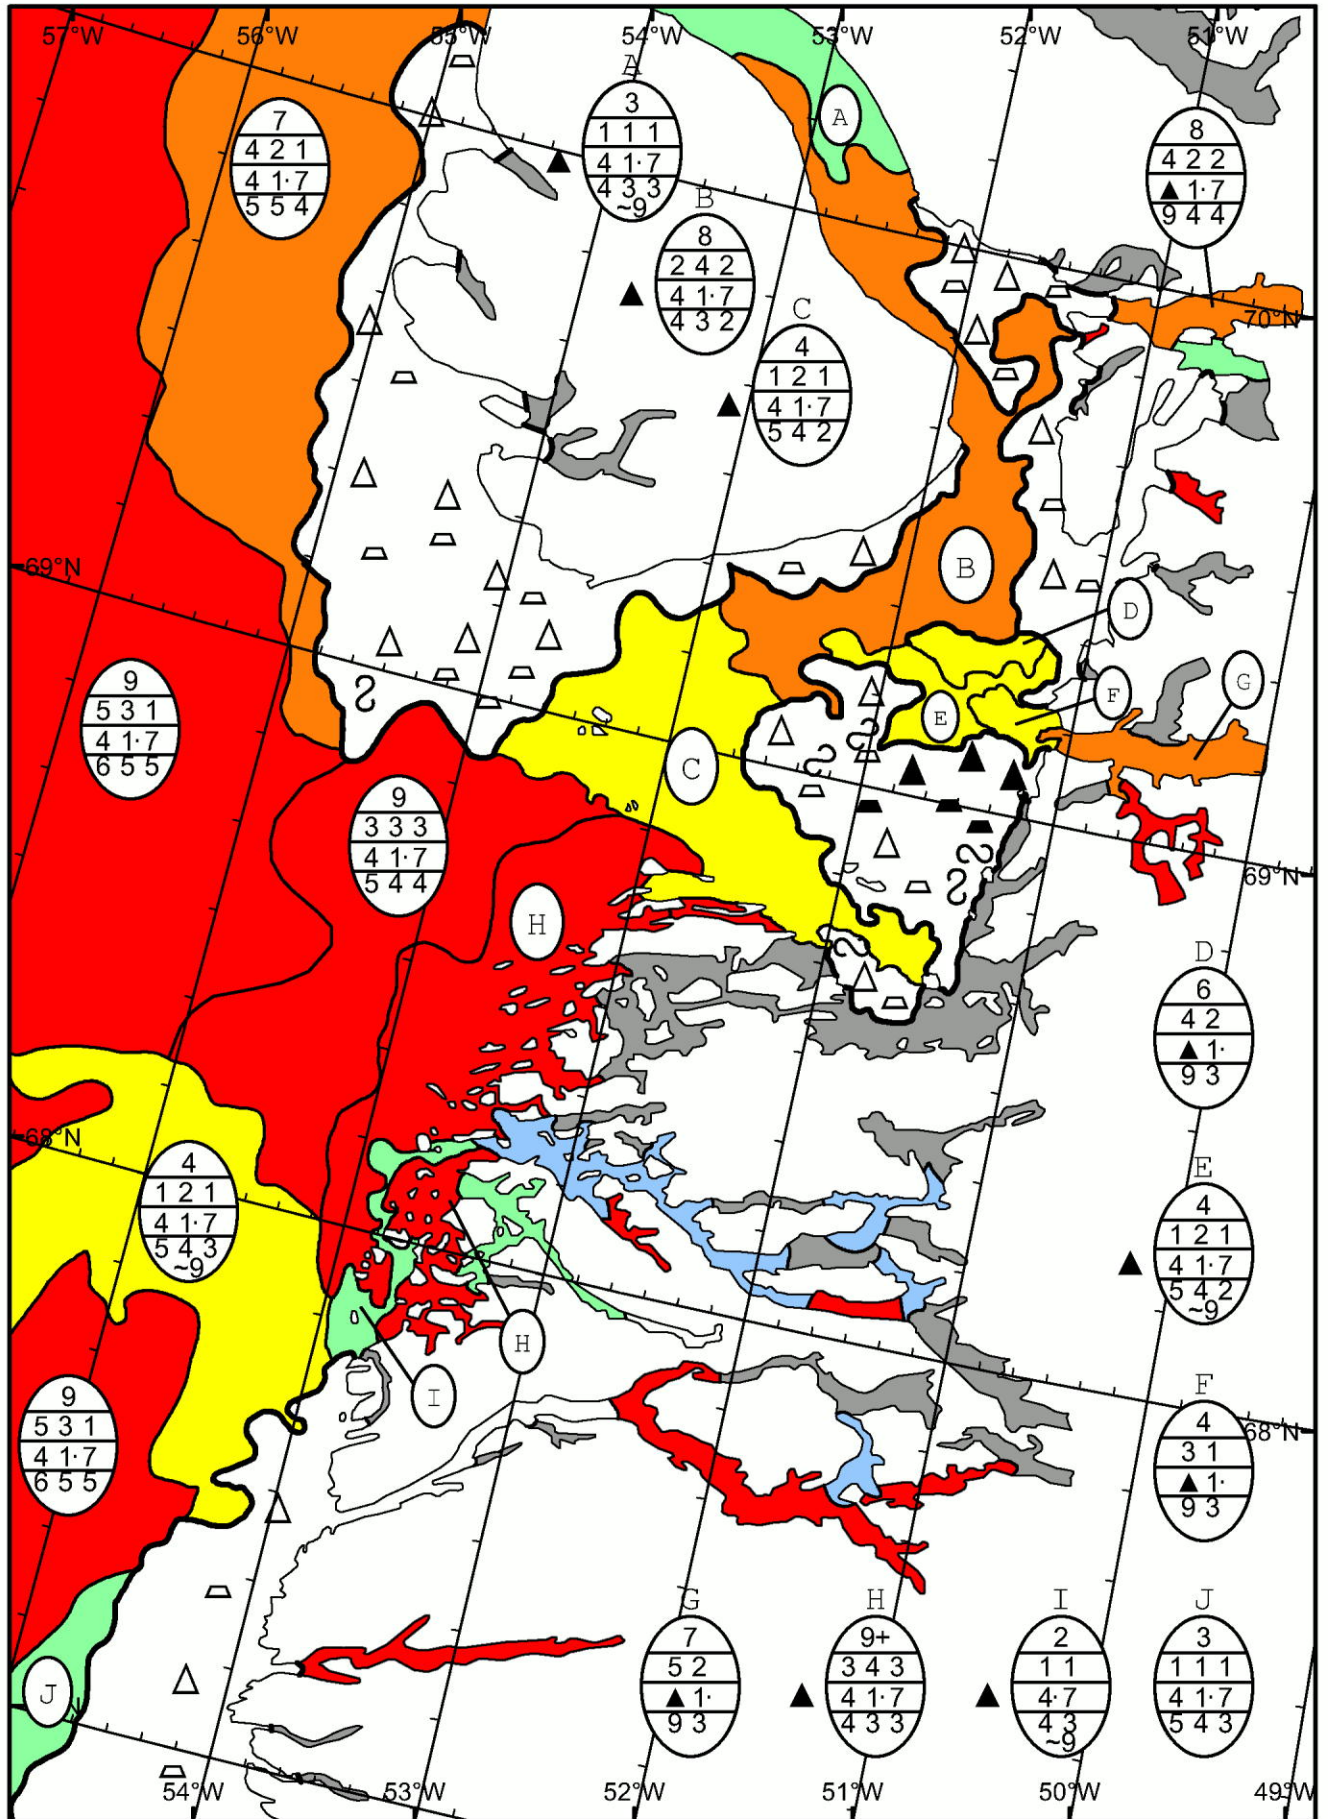 57°W 56°W 55°W 54°W 53°W 52°W 51°W
A
3
1 1 1
4 1·7
4 3 3
~9
7
4 2 1
4 1·7
5 5 4
A
8
4 2 2
▲ 1·7
9 4 4
B
8
2 4 2
4 1·7
4 3 2
70°N
C
4
1 2 1
4 1·7
5 4 2
69°N
B
D
9
5 3 1
4 1·7
6 5 5
F
G
E
C
9
3 3 3
4 1·7
5 4 4
69°N
H
D
6
4 2
▲ 1·
9 3
68°N
4
1 2 1
4 1·7
5 4 3
~9
E
4
1 2 1
4 1·7
5 4 2
~9
H
I
F
4
3 1
▲ 1·
9 3
9
5 3 1
4 1·7
6 5 5
68°N
G
7
5 2
▲ 1·
9 3
H
9+
3 4 3
4 1·7
4 3 3
I
2
1 1
4·7
4 3
~9
J
3
1 1 1
4 1·7
5 4 3
J
54°W 53°W 52°W 51°W 50°W 49°W